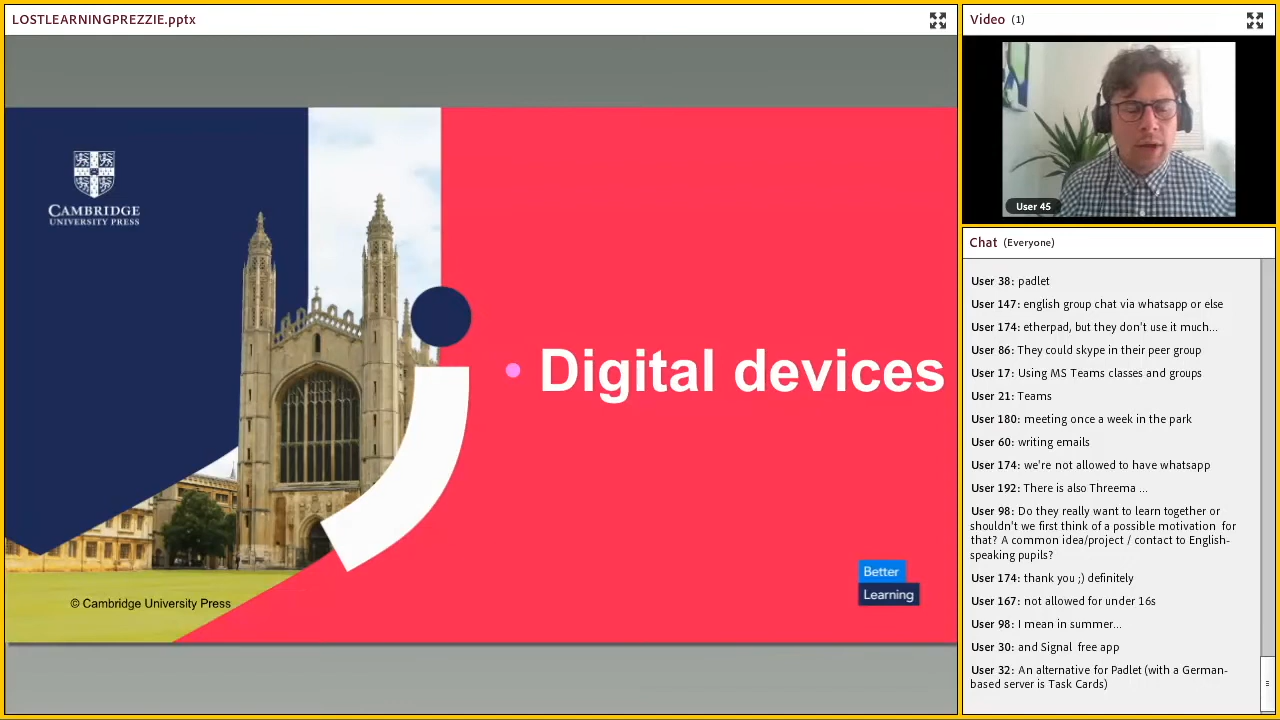 LOSTLEARNINGPREZZIE.pptx
CAMBRIDGE
UNIVERSITY PRESS
• Digital devices
Better
Learning
© Cambridge University Press
Video (1)
User 45
Chat (Everyone)
User 38: padlet
User 147: english group chat via whatsapp or else
User 174: etherpad, but they don't use it much...
User 86: They could skype in their peer group
User 17: Using MS Teams classes and groups
User 21: Teams
User 180: meeting once a week in the park
User 60: writing emails
User 174: we're not allowed to have whatsapp
User 192: There is also Threema ...
User 98: Do they really want to learn together or
shouldn't we first think of a possible motivation for
that? A common idea/project / contact to English-
speaking pupils?
User 174: thank you ;) definitely
User 167: not allowed for under 16s
User 98: I mean in summer...
User 30: and Signal free app
User 32: An alternative for Padlet (with a German-
based server is Task Cards)